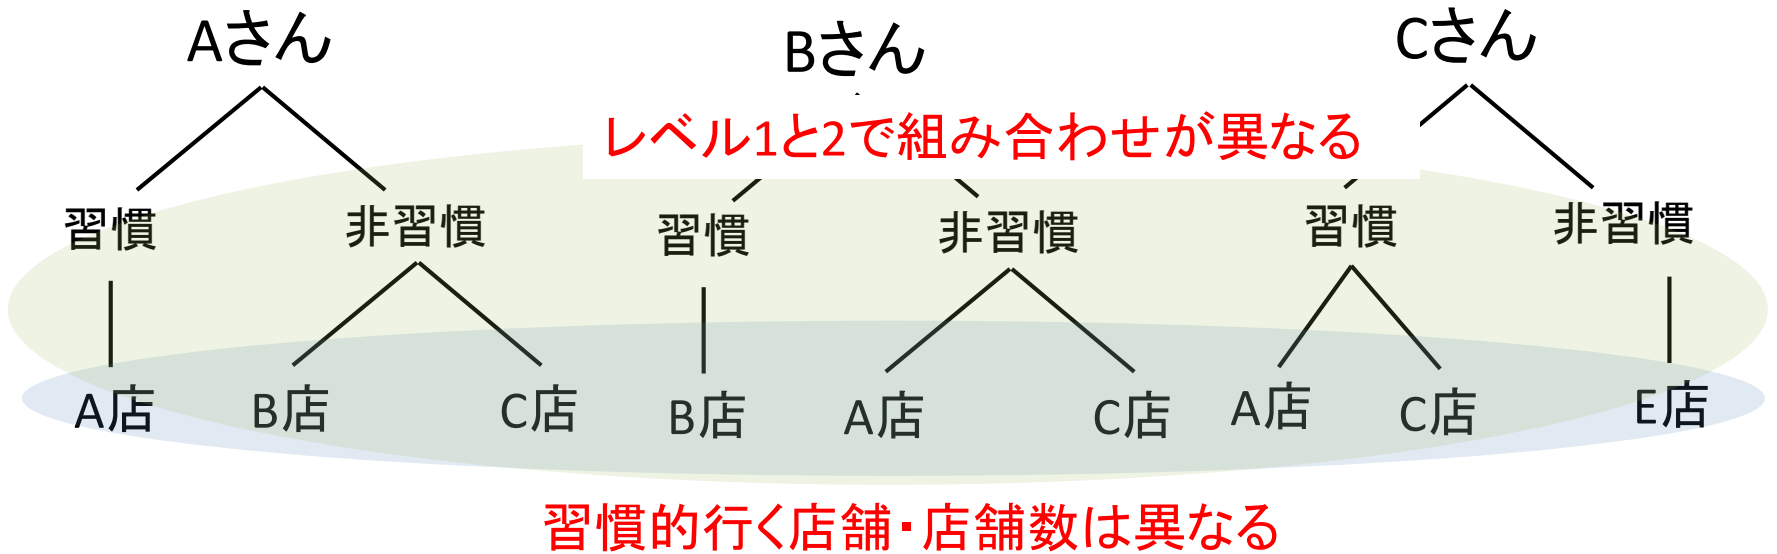 Aさん
Bさん
Cさん
レベル1と2で組み合わせが異なる
習慣
非習慣
習慣
非習慣
習慣
非習慣
A店
B店
C店
B店
A店
C店
A店
C店
E店
習慣的行く店舗・店舗数は異なる